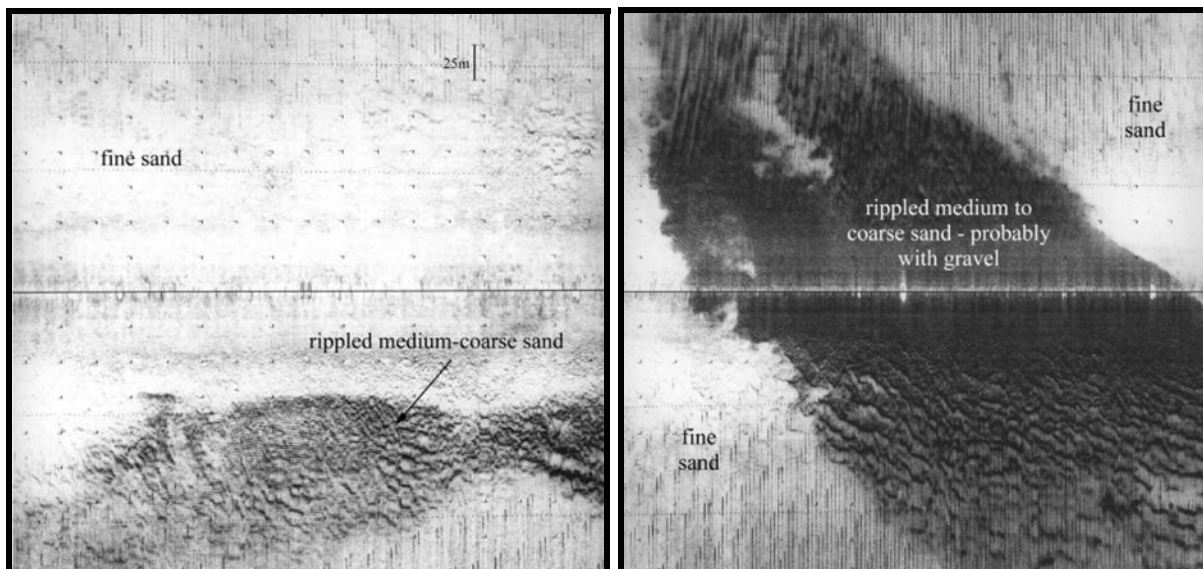 25m
fine sand
rippled medium-coarse sand
fine
sand
rippled medium to
coarse sand - probably
with gravel
fine
sand